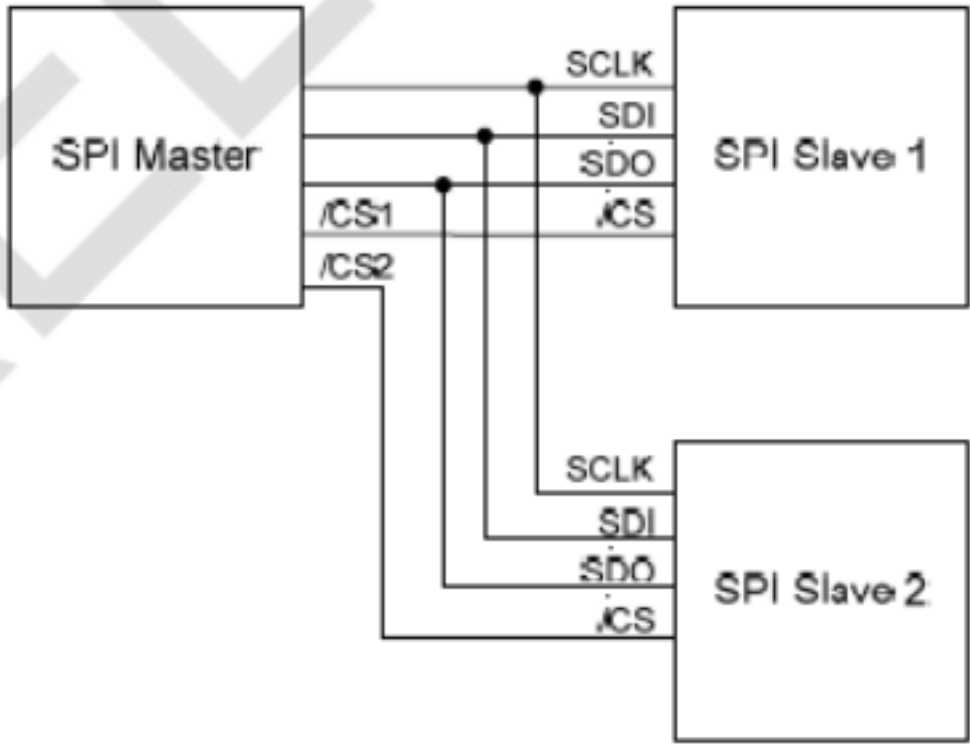 SCLK
SDI
SPI Master
SPI Slave 1
SDO
/CS1
/CS
/CS2
SCLK
SDI
SDO
SPI Slave 2
/CS